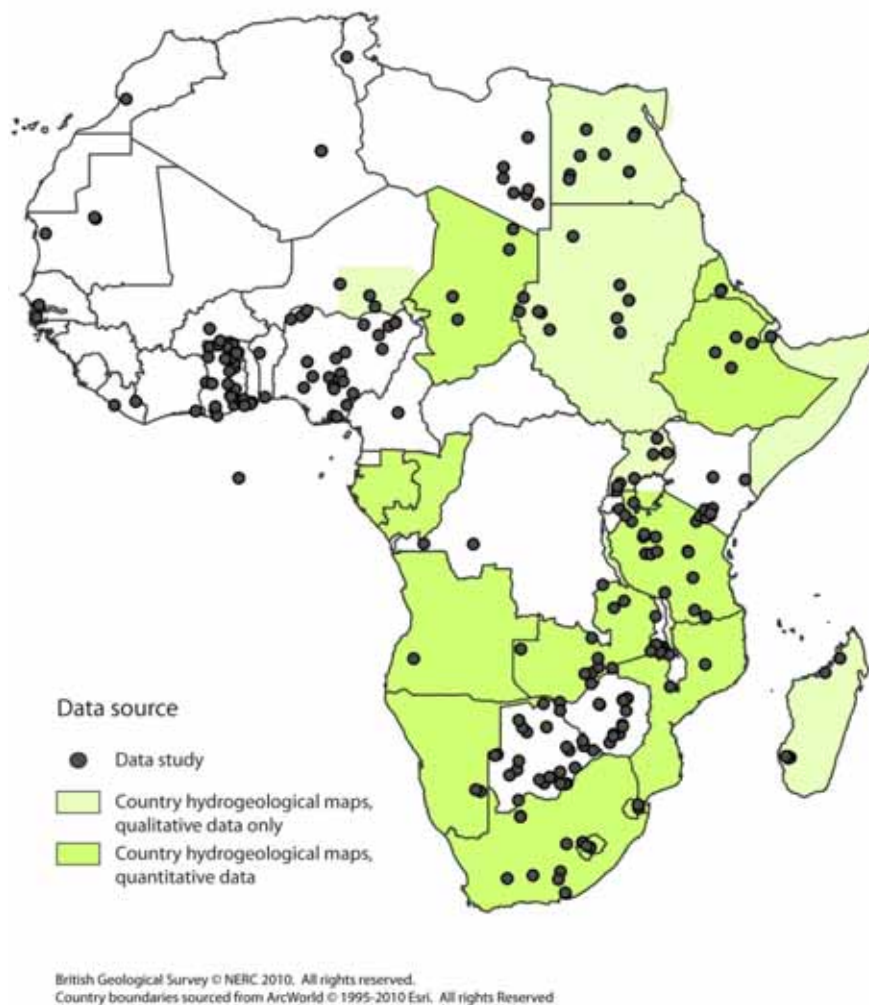 Data source
Data study
Country hydrogeological maps,
qualitative data only
Country hydrogeological maps,
quantitative data
British Geological Survey © NERC 2010. All rights reserved.
Country boundaries sourced from ArcWorld © 1995-2010 Esri. All rights Reserved